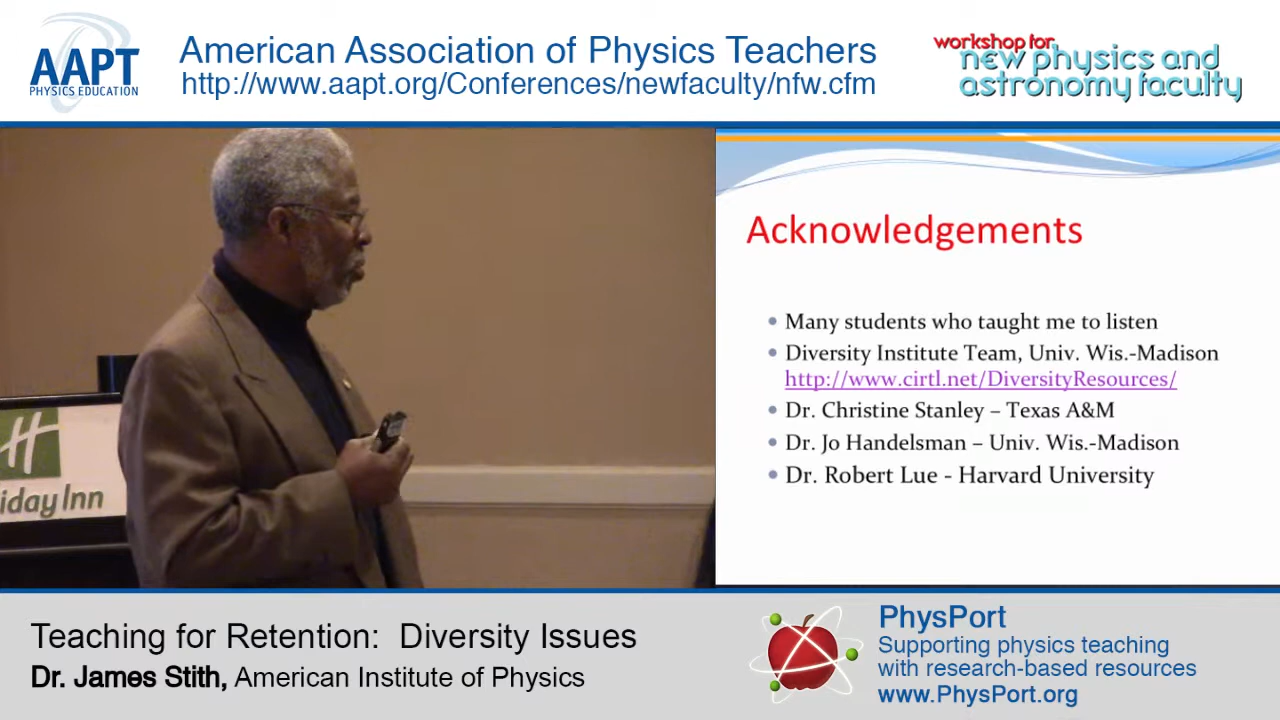 AAPT
PHYSICS EDUCATION
American Association of Physics Teachers
http://www.aapt.org/Conferences/newfaculty/nfw.cfm
workshop for
new physics and
astronomy faculty
H
iday Inn
Acknowledgements
• Many students who taught me to listen
• Diversity Institute Team, Univ. Wis.-Madison
http://www.cirtl.net/DiversityResources/
• Dr. Christine Stanley – Texas A&M
• Dr. Jo Handelsman – Univ. Wis.-Madison
• Dr. Robert Lue - Harvard University
Teaching for Retention:  Diversity Issues
Dr. James Stith, American Institute of Physics
PhysPort
Supporting physics teaching
with research-based resources
www.PhysPort.org